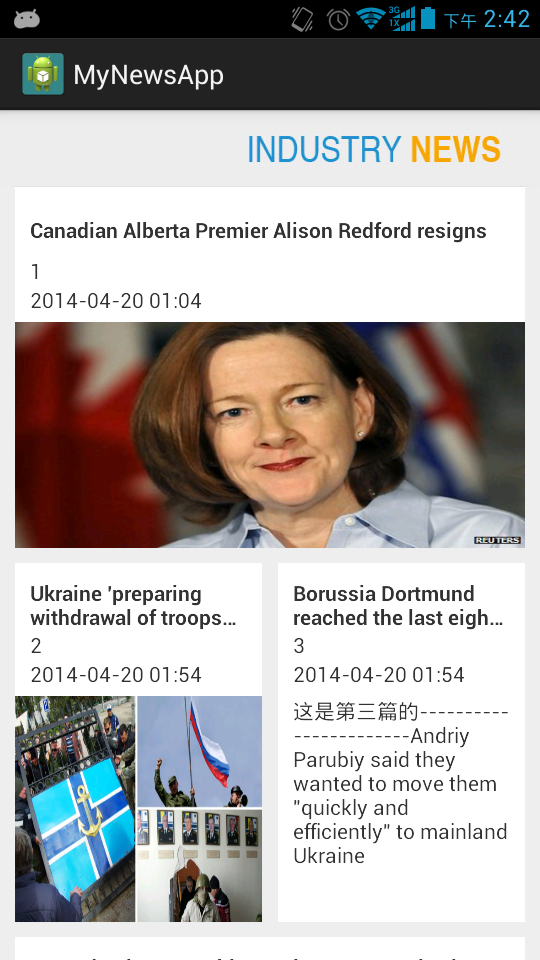 3G
1X
下午 2:42
MyNewsApp
INDUSTRY NEWS
Canadian Alberta Premier Alison Redford resigns
1
2014-04-20 01:04
REUTERS
Ukraine 'preparing
withdrawal of troops…
2
2014-04-20 01:54
Borussia Dortmund
reached the last eigh…
3
2014-04-20 01:54
这是第三篇的----------
-----------------------Andriy
Parubiy said they
wanted to move them
"quickly and
efficiently" to mainland
Ukraine